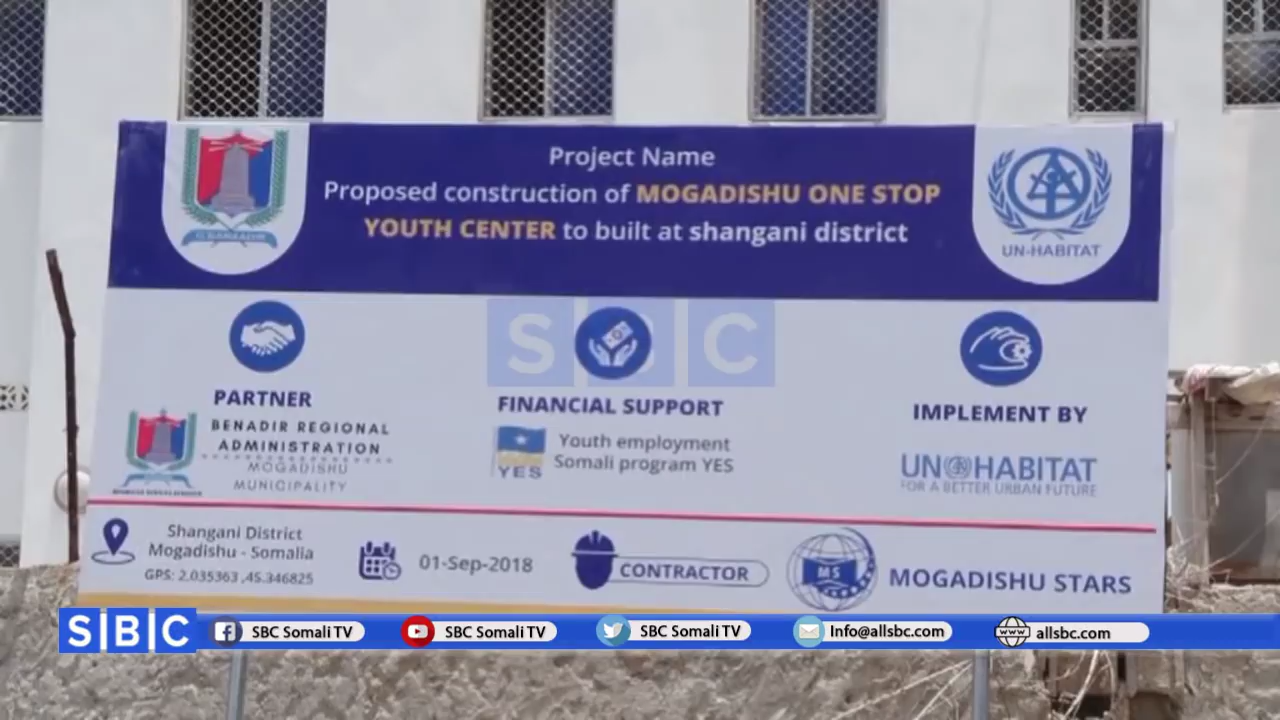 Project Name
Proposed construction of MOGADISHU ONE STOP
YOUTH CENTER to built at shangani district
UN-HABITAT
SBC
PARTNER
BENADIR REGIONAL
ADMINISTRATION
MOGADISHU
MUNICIPALITY
FINANCIAL SUPPORT
YES
Youth employment
Somali program YES
IMPLEMENT BY
UN HABITAT
FOR A BETTER URBAN FUTURE
Shangani District
Mogadishu - Somalia
GPS: 2.035363 ,45.346825
01-Sep-2018
CONTRACTOR
MS
MOGADISHU STARS
SBC
SBC Somali TV
SBC Somali TV
SBC Somali TV
Info@allsbc.com
www
allsbc.com